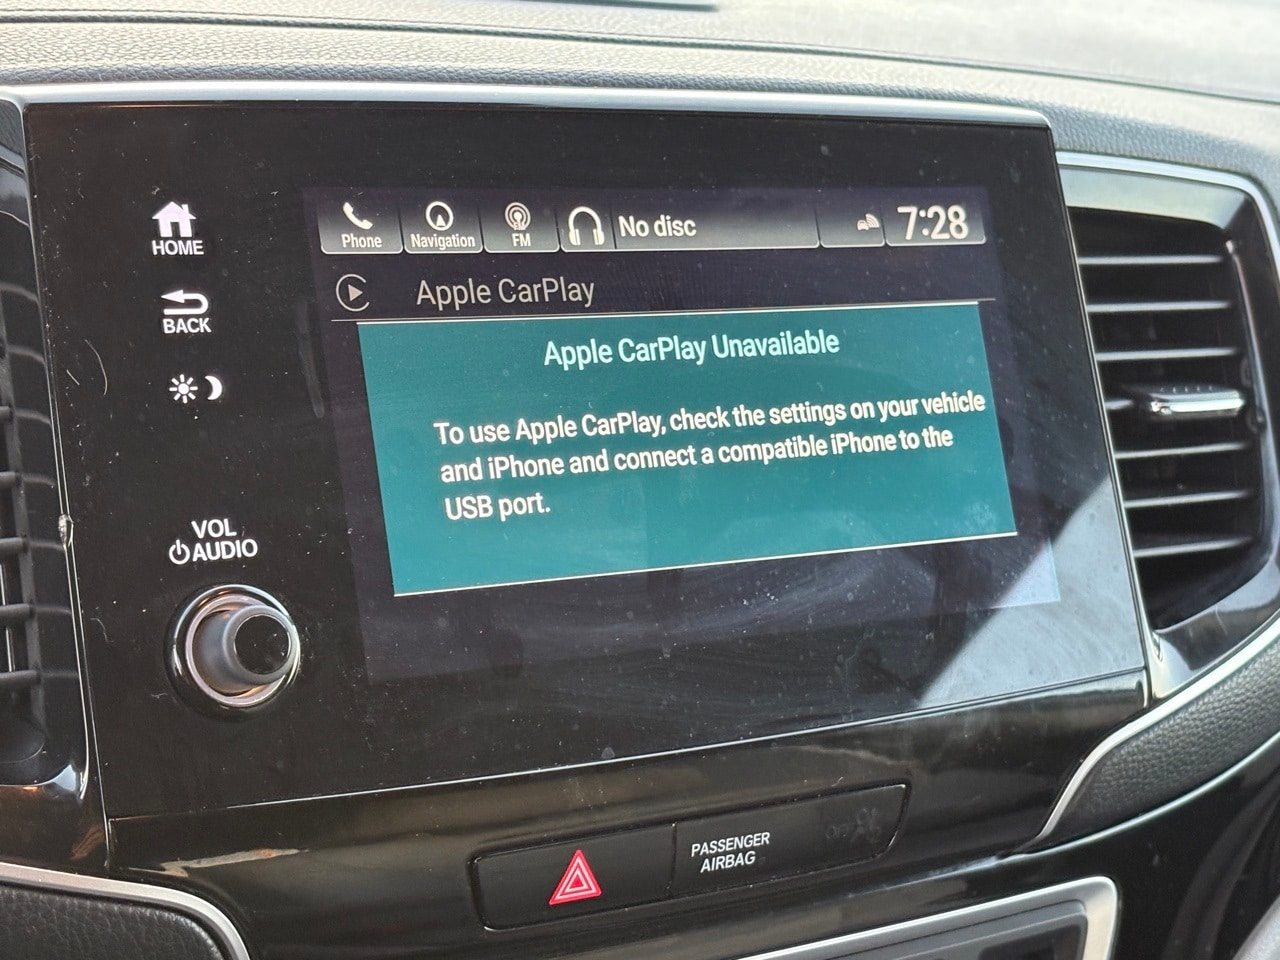 HOME
BACK
VOL
AUDIO
Phone
Navigation
FM
No disc
7:28
Apple CarPlay
Apple CarPlay Unavailable
To use Apple CarPlay, check the settings on your vehicle
and iPhone and connect a compatible iPhone to the
USB port.
PASSENGER
AIRBAG